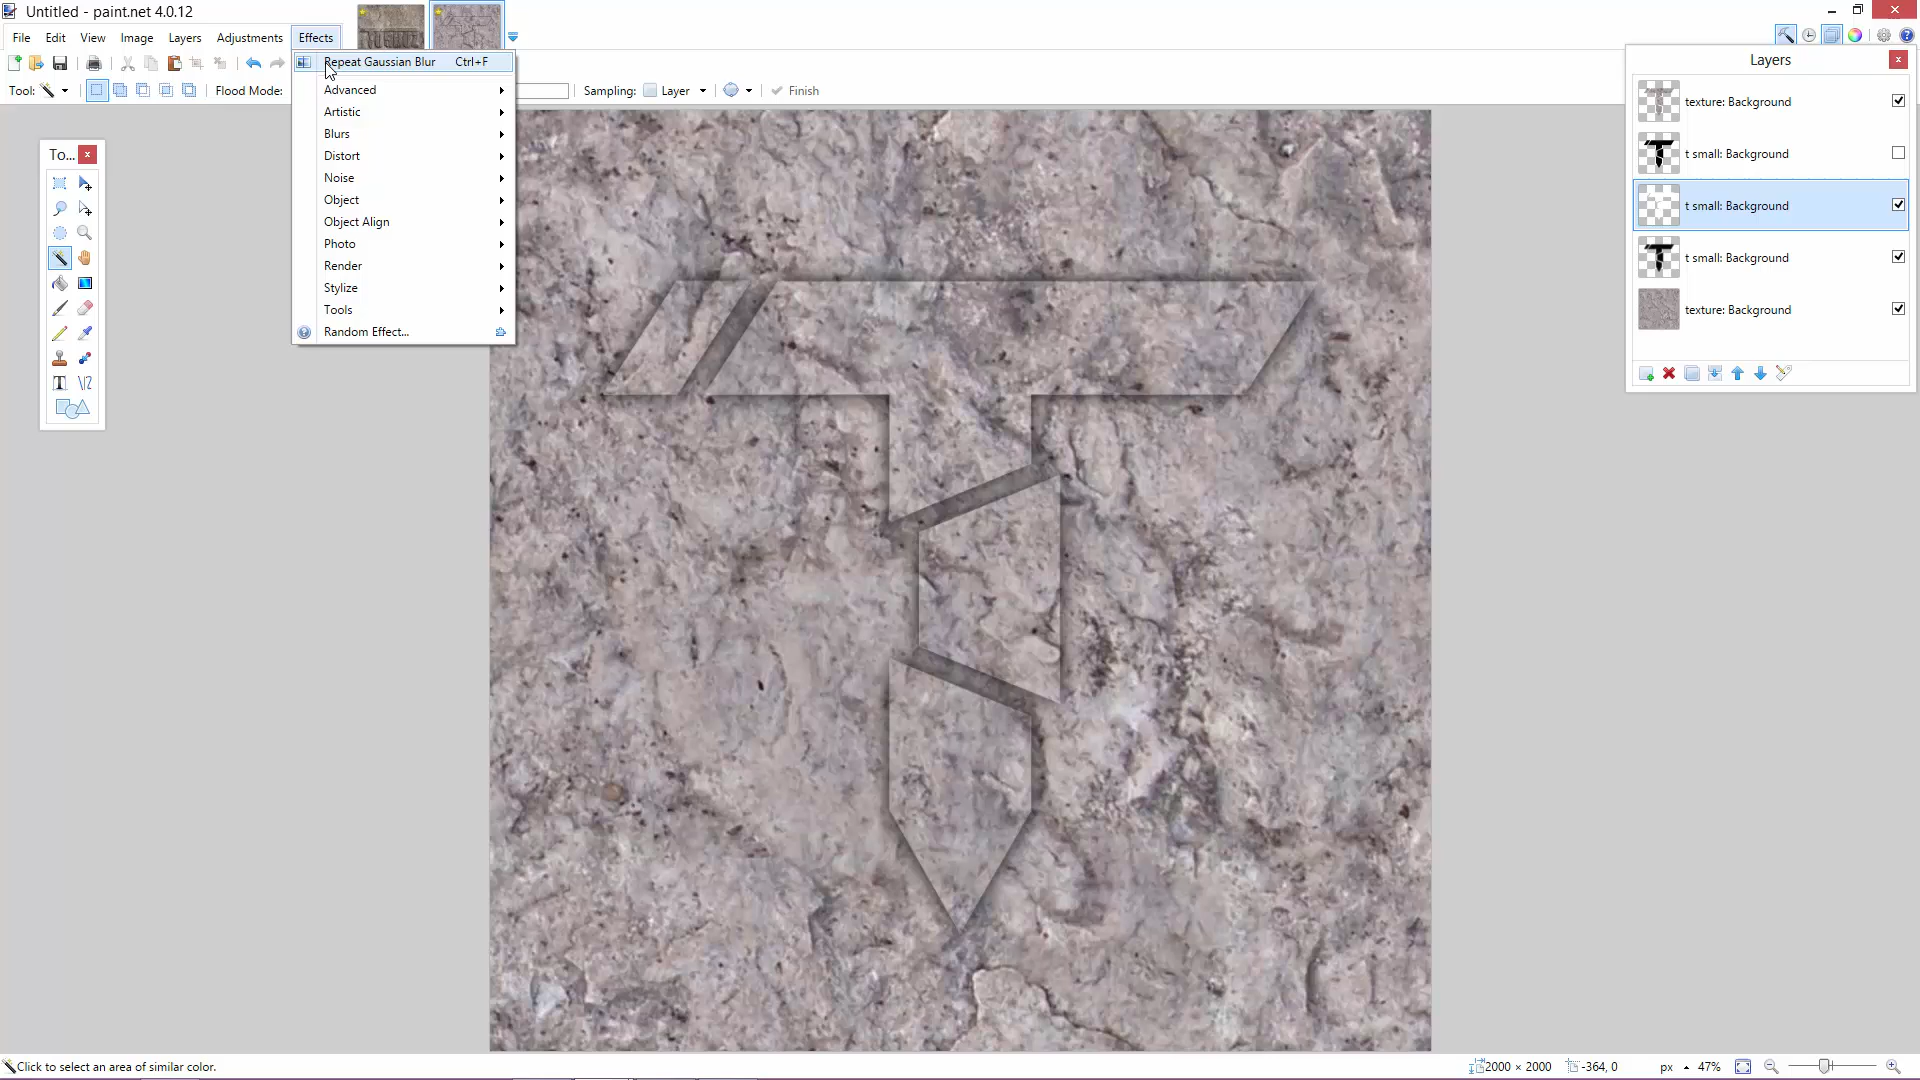 Untitled - paint.net 4.0.12
File Edit View Image Layers Adjustments Effects
Tool: Flood Mode: Sampling: Layer Finish
Repeat Gaussian Blur Ctrl+F
Advanced
Artistic
Blurs
Distort
Noise
Object
Object Align
Photo
Render
Stylize
Tools
Random Effect...
To...
Layers
texture: Background
t small: Background
t small: Background
t small: Background
texture: Background
Click to select an area of similar color.
2000 × 2000 -364, 0 px 47%